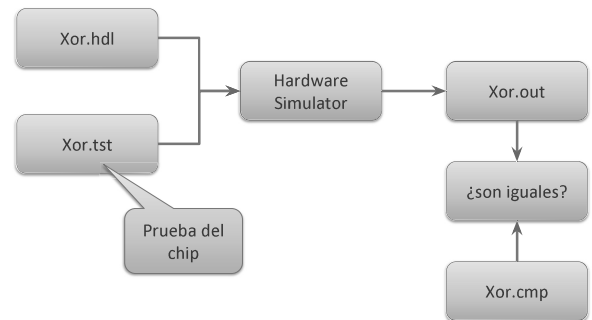 Xor.hdl
Hardware
Simulator
Xor.out
Xor.tst
¿son iguales?
Prueba del
chip
Xor.cmp